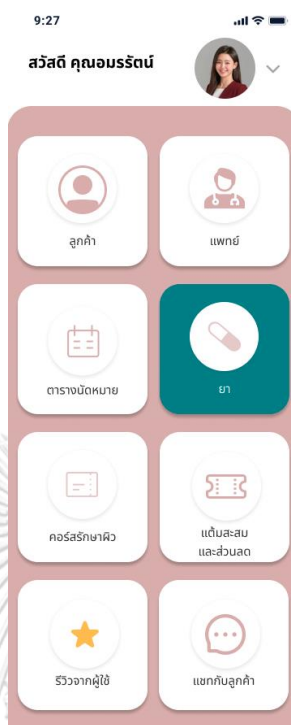 9:27
สวัสดี คุณอมรรัตน์
ลูกค้า
แพทย์
ตารางนัดหมาย
ยา
คอร์สรักษาผิว
แต้มสะสม
และส่วนลด
รีวิวจากผู้ใช้
แชทกับลูกค้า